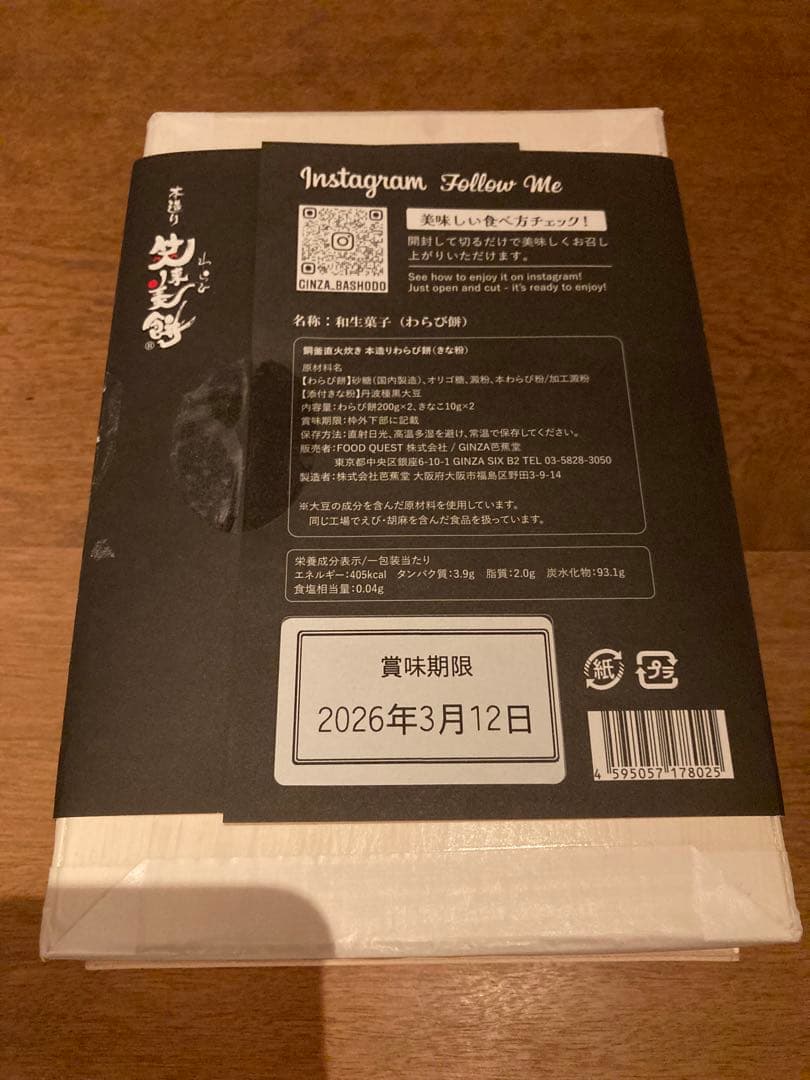 本造り
わらび
餅
®
Instagram Follow Me
GINZA_BASHODO
美味しい食べ方チェック！
開封して切るだけで美味しくお召し
上がりいただけます。
See how to enjoy it on instagram!
Just open and cut - it's ready to enjoy!
名称：和生菓子（わらび餅）
銅釜直火炊き 本造りわらび餅（きな粉）
原材料名
【わらび餅】砂糖（国内製造）、オリゴ糖、澱粉、本わらび粉/加工澱粉
【添付きな粉】丹波種黒大豆
内容量：わらび餅200g×2、きなこ10g×2
賞味期限：枠外下部に記載
保存方法：直射日光、高温多湿を避け、常温で保存してください。
販売者：FOOD QUEST 株式会社 / GINZA芭蕉堂
東京都中央区銀座6-10-1 GINZA SIX B2 TEL 03-5828-3050
製造者：株式会社芭蕉堂 大阪府大阪市福島区野田3-9-14
※大豆の成分を含んだ原材料を使用しています。
同じ工場でえび・胡麻を含んだ食品を扱っています。
栄養成分表示/一包装当たり
エネルギー：405kcal タンパク質：3.9g 脂質：2.0g 炭水化物：93.1g
食塩相当量：0.04g
賞味期限
2026年3月12日
紙
プラ
4 595057 178025